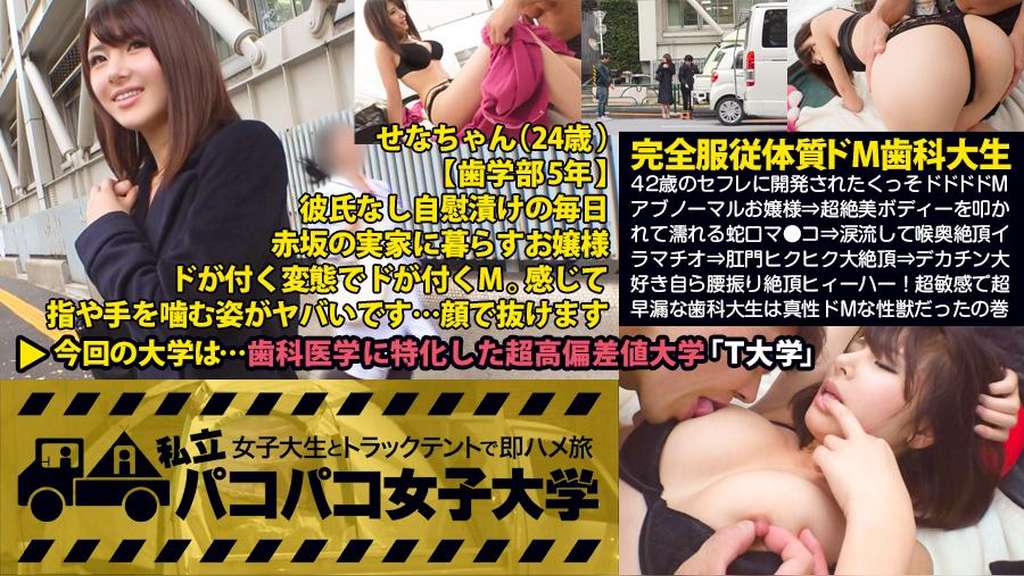 せなちゃん(24歳)
【歯学部5年】
彼氏なし自慰漬けの毎日
赤坂の実家に暮らすお嬢様
ドが付く変態でドが付くM。感じて
指や手を噛む姿がヤバいです…顔で抜けます
完全服従体質ドM歯科大生
42歳のセフレに開発されたくっそドドドドM
アブノーマルお嬢様⇒超絶美ボディーを叩か
れて濡れる蛇口マ●コ⇒涙流して喉奥絶頂イ
ラマチオ⇒肛門ヒクヒク大絶頂⇒デカチン大
好き自ら腰振り絶頂ヒィーハー!超敏感で超
早漏な歯科大生は真性ドMな性獣だったの巻
▶今回の大学は…歯科医学に特化した超高偏差値大学「T大学」
私立 女子大生とトラックテントで即ハメ旅
パコパコ女子大学